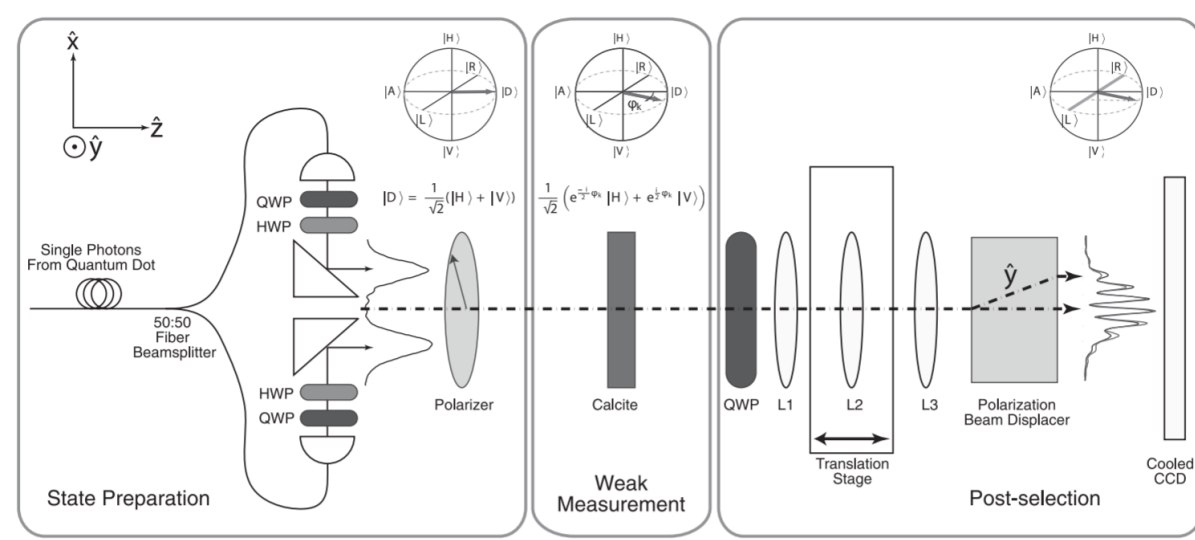 x̂
ẑ
ŷ
Single Photons
From Quantum Dot
50:50
Fiber
Beamsplitter
QWP
HWP
HWP
QWP
|H⟩
|R⟩
|A⟩
|D⟩
|L⟩
|V⟩
|D⟩ = 1/√2 (|H⟩ + |V⟩)
Polarizer
State Preparation
|H⟩
|R⟩
|A⟩
|D⟩
φₖ
|L⟩
|V⟩
1/√2 (e^(-i/2 φₖ) |H⟩ + e^(i/2 φₖ) |V⟩)
Calcite
Weak
Measurement
|H⟩
|R⟩
|A⟩
|D⟩
|L⟩
|V⟩
ŷ
QWP
L1
L2
L3
Polarization
Beam Displacer
Translation
Stage
Cooled
CCD
Post-selection